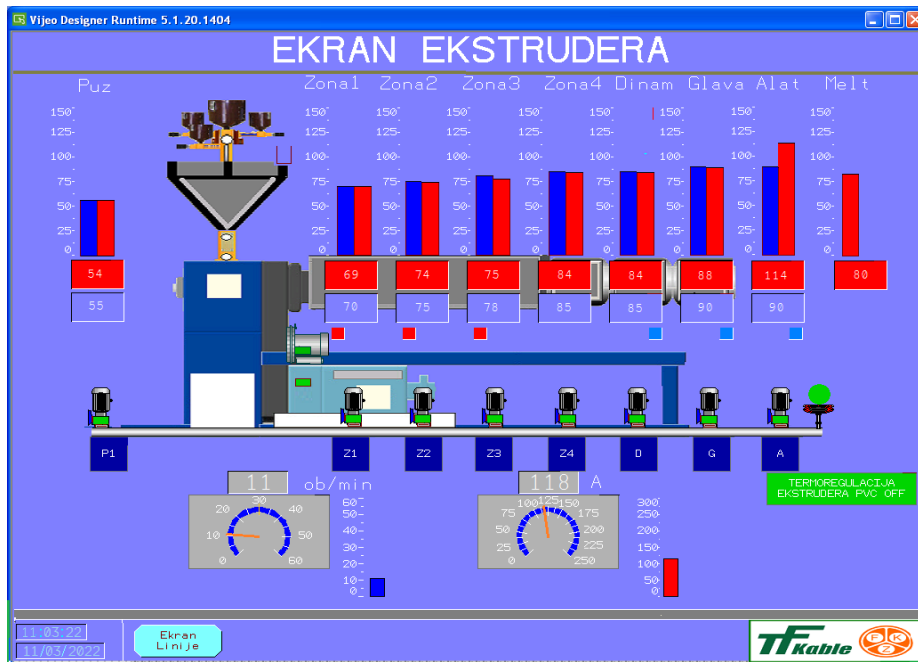 Vijeo Designer Runtime 5.1.20.1404
EKRAN EKSTRUDERA
Puz Zona1 Zona2 Zona3 Zona4 Dinam Glava Alat Melt
150 150 150 150 150 150 150 150 150
125 125 125 125 125 125 125 125 125
100 100 100 100 100 100 100 100 100
75 75 75 75 75 75 75 75 75
50 50 50 50 50 50 50 50 50
25 25 25 25 25 25 25 25 25
0 0 0 0 0 0 0 0 0
54 69 74 75 84 84 88 114 80
55 70 75 78 85 85 90 90
P1 Z1 Z2 Z3 Z4 D G A
11 ob/min
118 A
TERMOREGULACIJA
EKSTRUDERA PVC OFF
0 10 20 30 40 50 60
60
50
40
30
20
10
0
0 25 50 75 100 125 150 175 200 225 250
300
250
200
150
100
50
0
11:03:22
11/03/2022
Ekran
Linije
TF Kable
F K Z